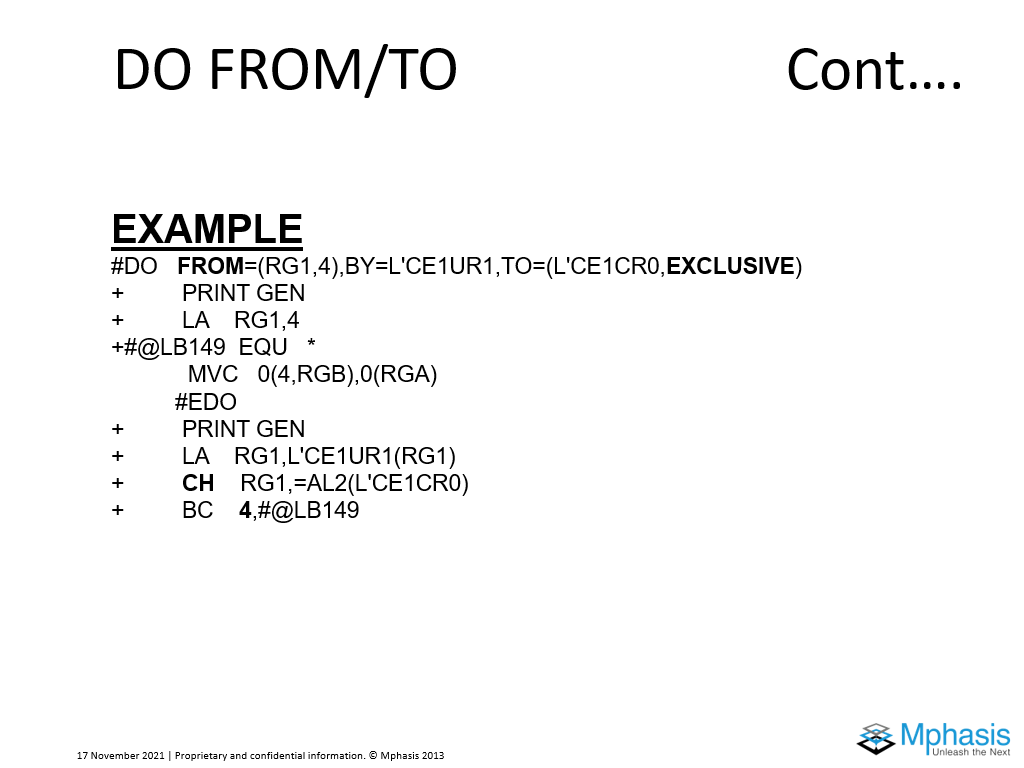 DO FROM/TO Cont….
EXAMPLE
#DO FROM=(RG1,4),BY=L'CE1UR1,TO=(L'CE1CR0,EXCLUSIVE)
+ PRINT GEN
+ LA RG1,4
+#@LB149 EQU *
MVC 0(4,RGB),0(RGA)
#EDO
+ PRINT GEN
+ LA RG1,L'CE1UR1(RG1)
+ CH RG1,=AL2(L'CE1CR0)
+ BC 4,#@LB149
17 November 2021 | Proprietary and confidential information. © Mphasis 2013
Mphasis
Unleash the Next